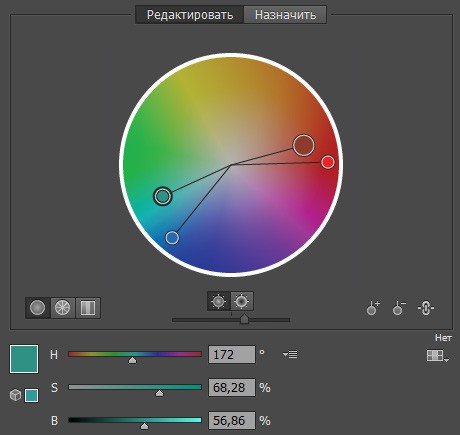 Редактировать Назначить
Нет
H 172 °
S 68,28 %
B 56,86 %